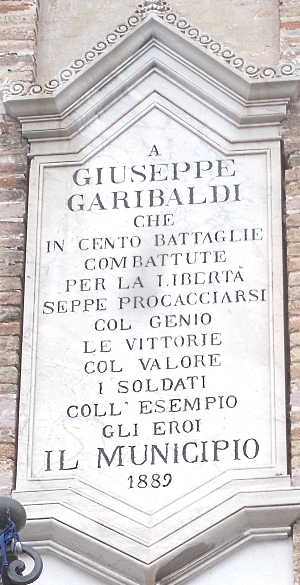 A
GIUSEPPE
GARIBALDI
CHE
IN CENTO BATTAGLIE
COMBATTUTE
PER LA LIBERTÀ
SEPPE PROCACCIARSI
COL GENIO
LE VITTORIE
COL VALORE
I SOLDATI
COLL' ESEMPIO
GLI EROI
IL MUNICIPIO
1889